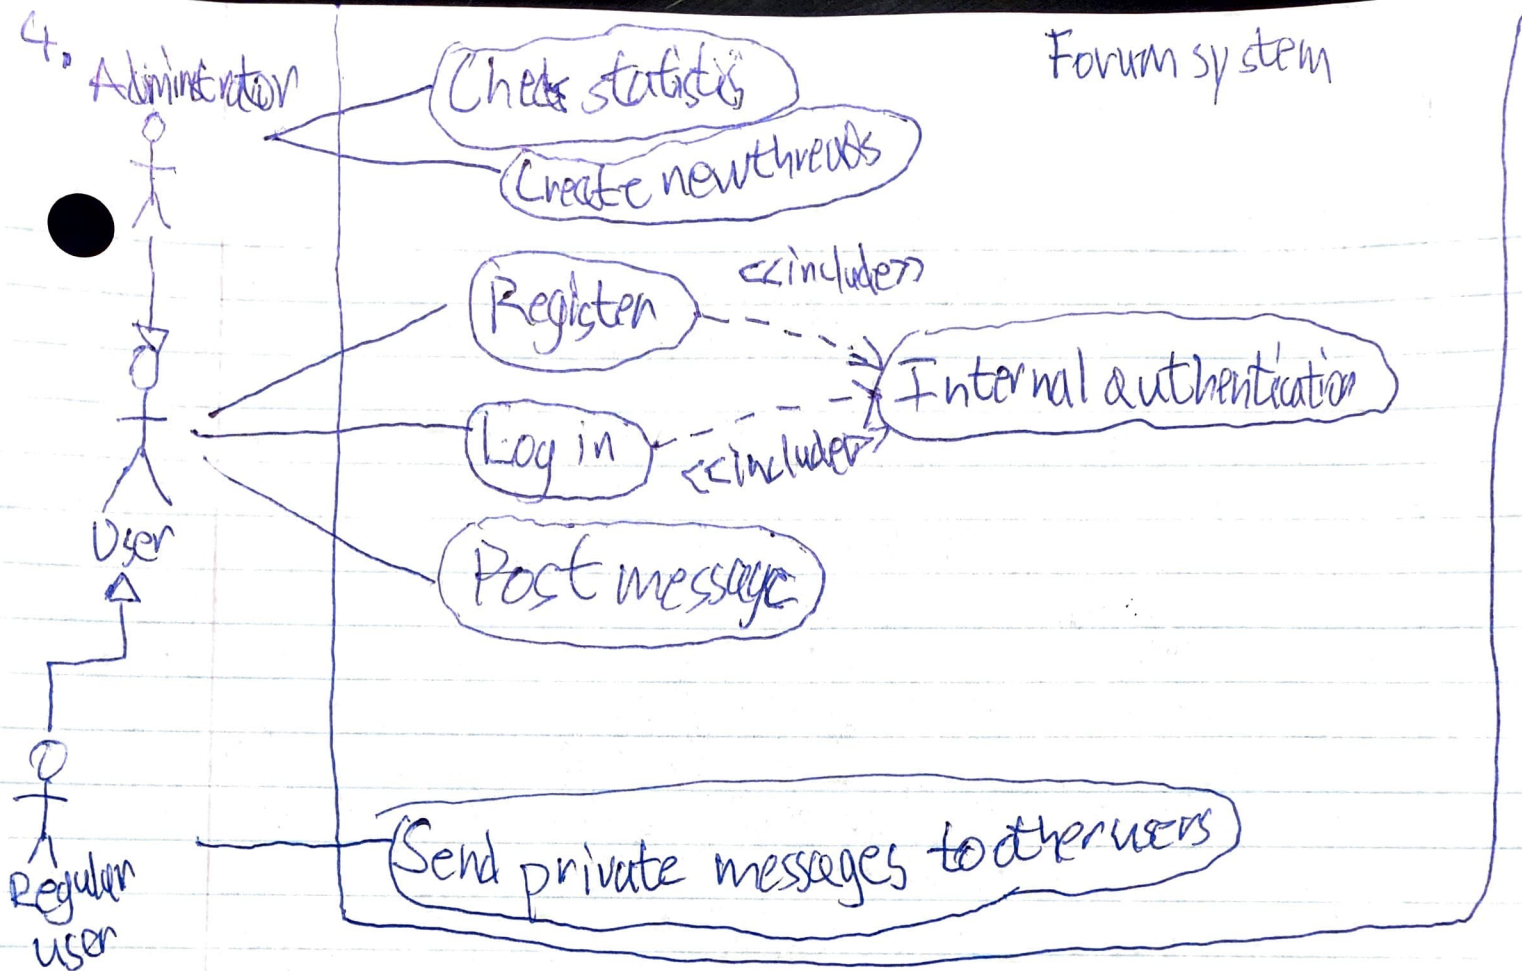 4.
Administrator
Forum system
Check statistics
Create new threads
<<include>>
Register
Internal authentication
Log in
<<include>>
User
Post message
Send private messages to other users
Regular
user